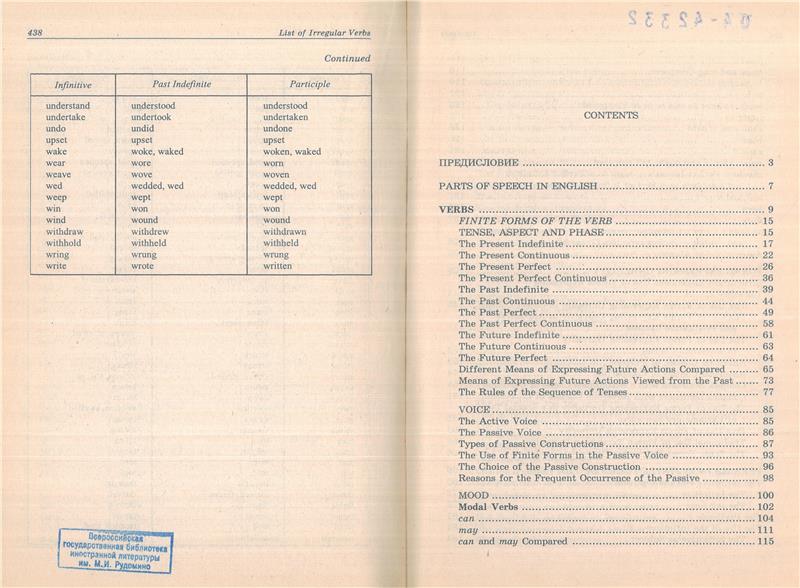 438 List of Irregular Verbs
Continued
Infinitive Past Indefinite Participle
understand understood understood
undertake undertook undertaken
undo undid undone
upset upset upset
wake woke, waked woken, waked
wear wore worn
weave wove woven
wed wedded, wed wedded, wed
weep wept wept
win won won
wind wound wound
withdraw withdrew withdrawn
withhold withheld withheld
wring wrung wrung
write wrote written
Всероссийская
государственная библиотека
иностранной литературы
им. М.И. Рудомино
04-42332
CONTENTS
ПРЕДИСЛОВИЕ ........ 3
PARTS OF SPEECH IN ENGLISH ........ 7
VERBS ........ 9
FINITE FORMS OF THE VERB ........ 15
TENSE, ASPECT AND PHASE ........ 15
The Present Indefinite ........ 17
The Present Continuous ........ 22
The Present Perfect ........ 26
The Present Perfect Continuous ........ 36
The Past Indefinite ........ 39
The Past Continuous ........ 44
The Past Perfect ........ 49
The Past Perfect Continuous ........ 58
The Future Indefinite ........ 61
The Future Continuous ........ 63
The Future Perfect ........ 64
Different Means of Expressing Future Actions Compared ........ 65
Means of Expressing Future Actions Viewed from the Past ........ 73
The Rules of the Sequence of Tenses ........ 77
VOICE ........ 85
The Active Voice ........ 85
The Passive Voice ........ 86
Types of Passive Constructions ........ 87
The Use of Finite Forms in the Passive Voice ........ 93
The Choice of the Passive Construction ........ 96
Reasons for the Frequent Occurrence of the Passive ........ 98
MOOD ........ 100
Modal Verbs ........ 102
can ........ 104
may ........ 111
can and may Compared ........ 115